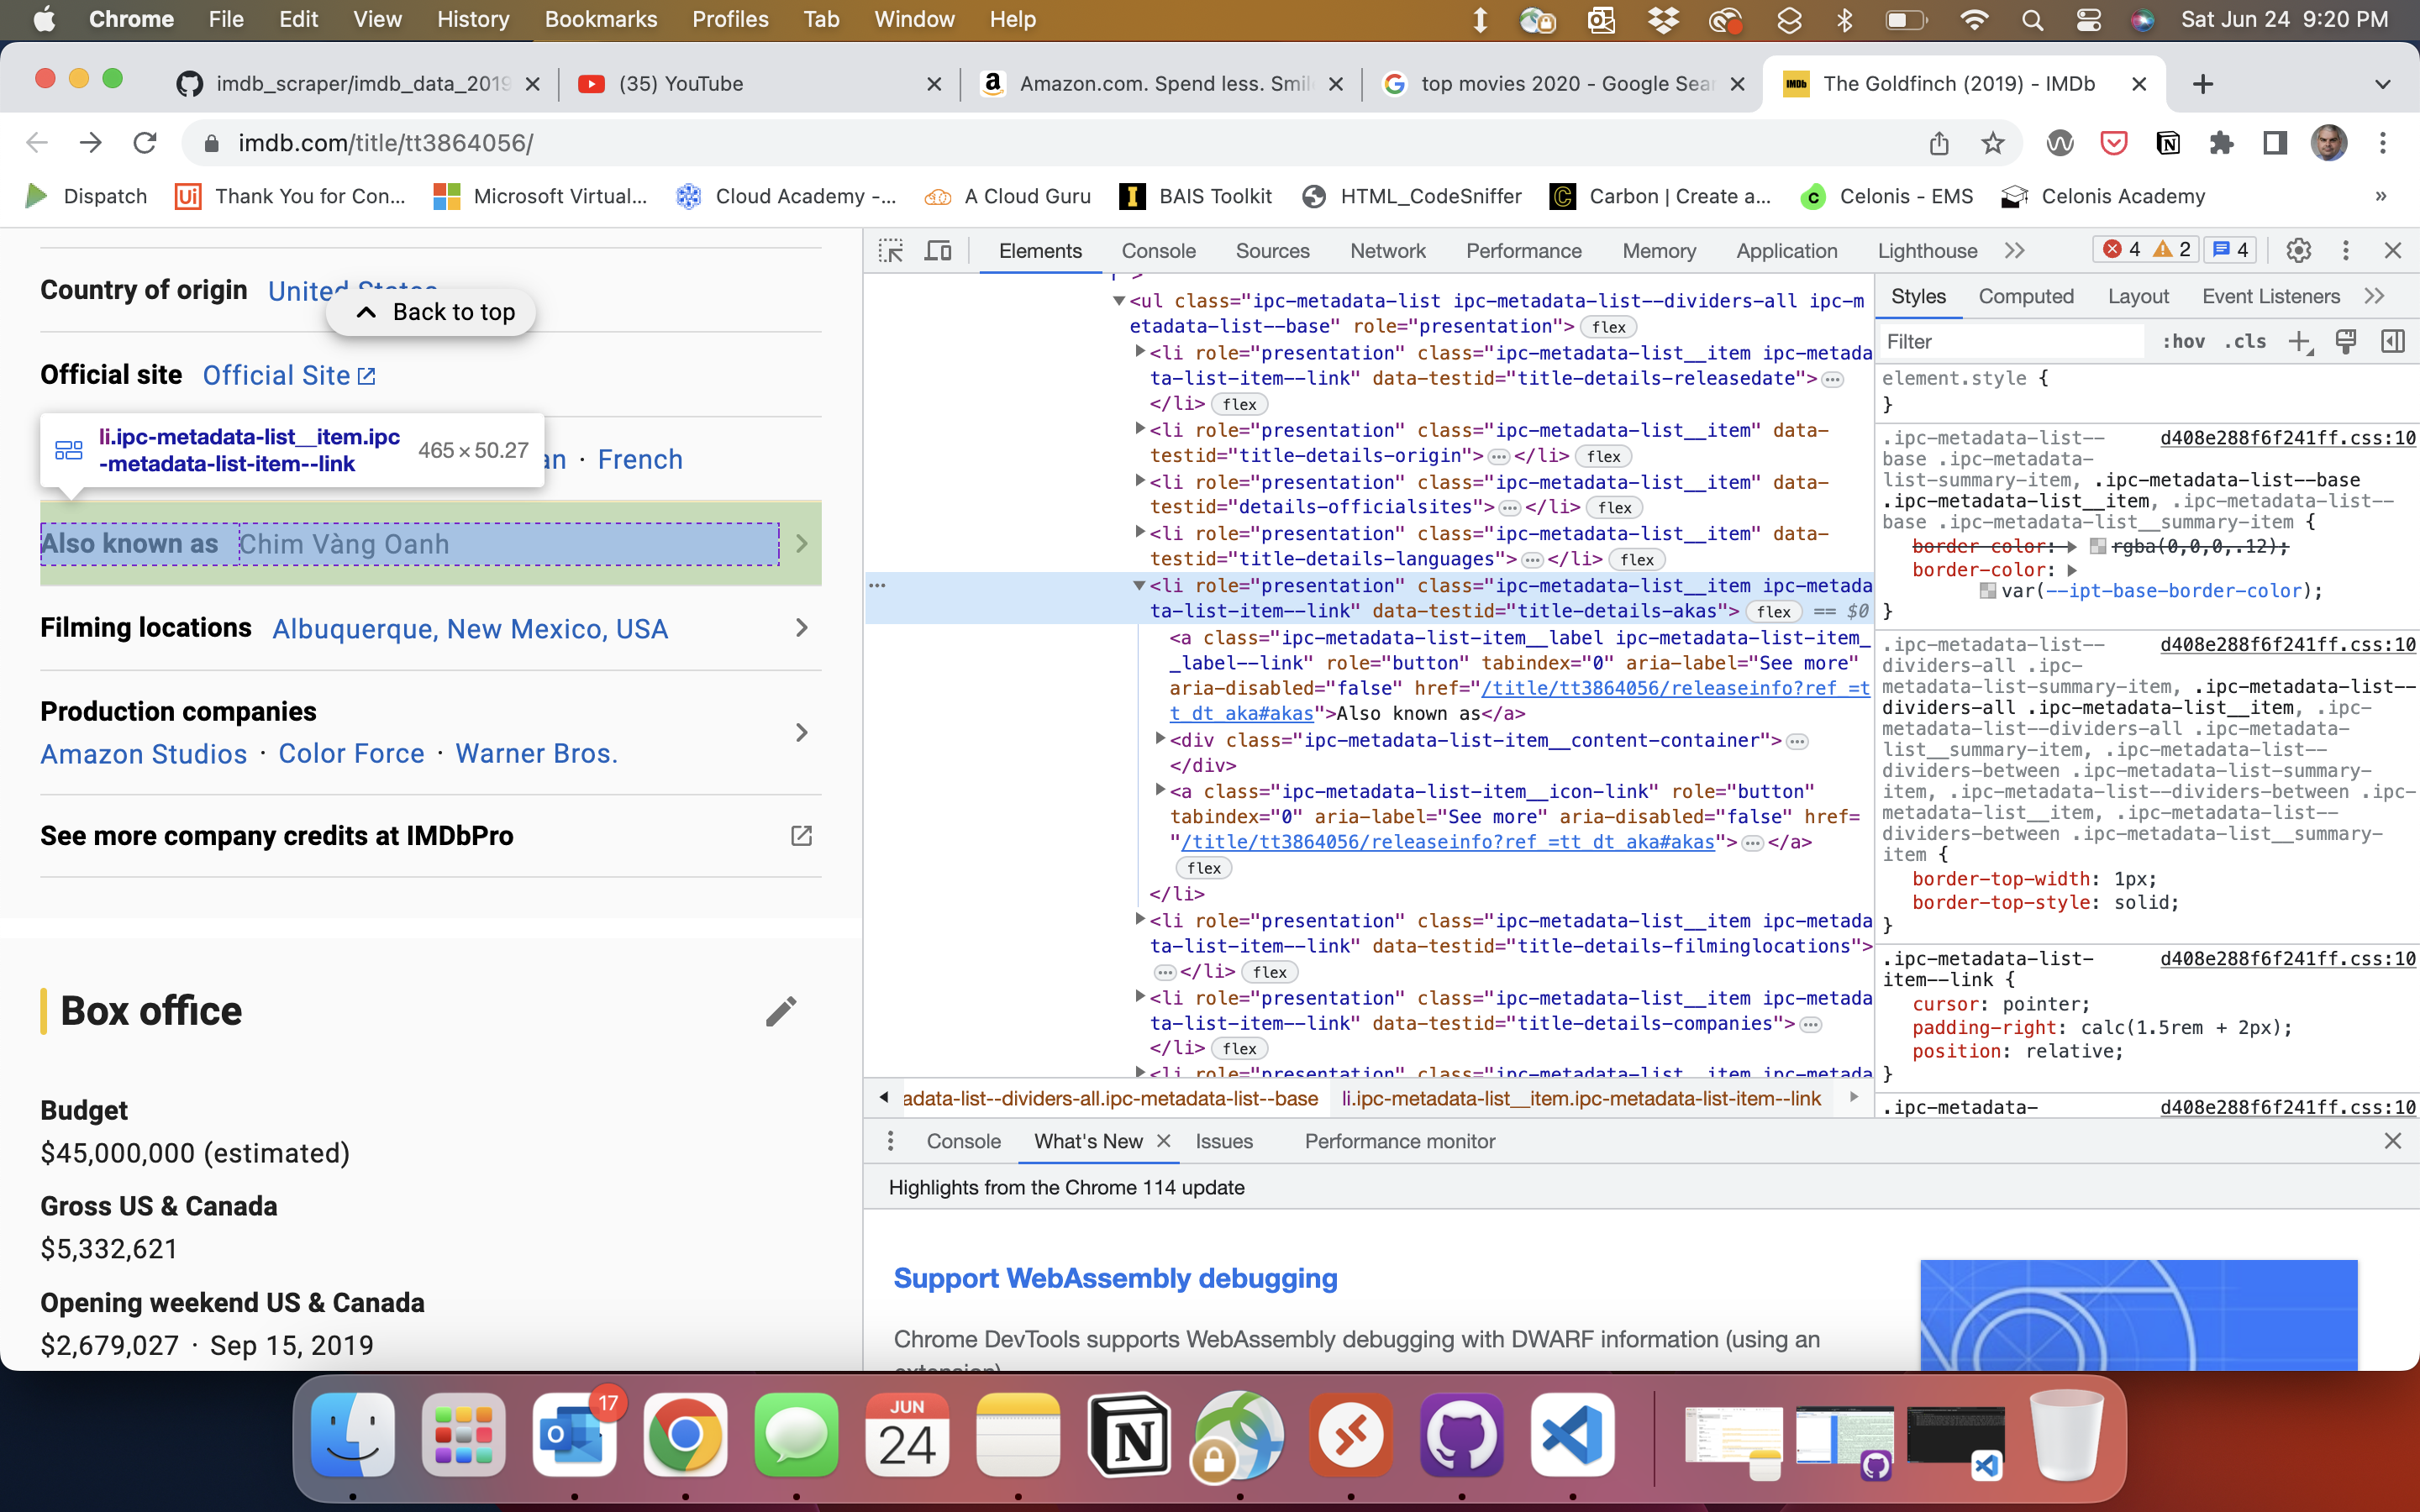 Chrome File Edit View History Bookmarks Profiles Tab Window Help Sat Jun 24 9:20 PM
imdb_scraper/imdb_data_2019 (35) YouTube Amazon.com. Spend less. Smil top movies 2020 - Google Sear The Goldfinch (2019) - IMDb
imdb.com/title/tt3864056/
Dispatch Thank You for Con... Microsoft Virtual... Cloud Academy -... A Cloud Guru BAIS Toolkit HTML_CodeSniffer Carbon | Create a... Celonis - EMS Celonis Academy »
Country of origin United States
Back to top
Official site Official Site
li.ipc-metadata-list__item.ipc
-metadata-list-item--link 465 × 50.27
an · French
Also known as Chim Vàng Oanh
Filming locations Albuquerque, New Mexico, USA
Production companies
Amazon Studios · Color Force · Warner Bros.
See more company credits at IMDbPro
Box office
Budget
$45,000,000 (estimated)
Gross US & Canada
$5,332,621
Opening weekend US & Canada
$2,679,027 · Sep 15, 2019
Elements Console Sources Network Performance Memory Application Lighthouse 4 2 4
<ul class="ipc-metadata-list ipc-metadata-list--dividers-all ipc-m
etadata-list--base" role="presentation"> flex
<li role="presentation" class="ipc-metadata-list__item ipc-metada
ta-list-item--link" data-testid="title-details-releasedate"> …
</li> flex
<li role="presentation" class="ipc-metadata-list__item" data-
testid="title-details-origin"> … </li> flex
<li role="presentation" class="ipc-metadata-list__item" data-
testid="details-officialsites"> … </li> flex
<li role="presentation" class="ipc-metadata-list__item" data-
testid="title-details-languages"> … </li> flex
<li role="presentation" class="ipc-metadata-list__item ipc-metada
ta-list-item--link" data-testid="title-details-akas"> flex == $0
<a class="ipc-metadata-list-item__label ipc-metadata-list-item_
_label--link" role="button" tabindex="0" aria-label="See more"
aria-disabled="false" href="/title/tt3864056/releaseinfo?ref_=t
t_dt_aka#akas">Also known as</a>
<div class="ipc-metadata-list-item__content-container"> …
</div>
<a class="ipc-metadata-list-item__icon-link" role="button"
tabindex="0" aria-label="See more" aria-disabled="false" href=
"/title/tt3864056/releaseinfo?ref_=tt_dt_aka#akas"> … </a>
flex
</li>
<li role="presentation" class="ipc-metadata-list__item ipc-metada
ta-list-item--link" data-testid="title-details-filminglocations">
… </li> flex
<li role="presentation" class="ipc-metadata-list__item ipc-metada
ta-list-item--link" data-testid="title-details-companies"> …
</li> flex
<li role="presentation" class="ipc-metadata-list__item ipc-metada
adata-list--dividers-all.ipc-metadata-list--base li.ipc-metadata-list__item.ipc-metadata-list-item--link
Styles Computed Layout Event Listeners
Filter :hov .cls
element.style {
}
.ipc-metadata-list-- d408e288f6f241ff.css:10
base .ipc-metadata-
list-summary-item, .ipc-metadata-list--base
.ipc-metadata-list__item, .ipc-metadata-list--
base .ipc-metadata-list__summary-item {
border-color: rgba(0,0,0,.12);
border-color:
var(--ipt-base-border-color);
}
.ipc-metadata-list-- d408e288f6f241ff.css:10
dividers-all .ipc-
metadata-list-summary-item, .ipc-metadata-list--
dividers-all .ipc-metadata-list__item, .ipc-
metadata-list--dividers-all .ipc-metadata-
list__summary-item, .ipc-metadata-list--
dividers-between .ipc-metadata-list-summary-
item, .ipc-metadata-list--dividers-between .ipc-
metadata-list__item, .ipc-metadata-list--
dividers-between .ipc-metadata-list__summary-
item {
border-top-width: 1px;
border-top-style: solid;
}
.ipc-metadata-list- d408e288f6f241ff.css:10
item--link {
cursor: pointer;
padding-right: calc(1.5rem + 2px);
position: relative;
}
.ipc-metadata- d408e288f6f241ff.css:10
Console What's New Issues Performance monitor
Highlights from the Chrome 114 update
Support WebAssembly debugging
Chrome DevTools supports WebAssembly debugging with DWARF information (using an
extension)
17
JUN
24